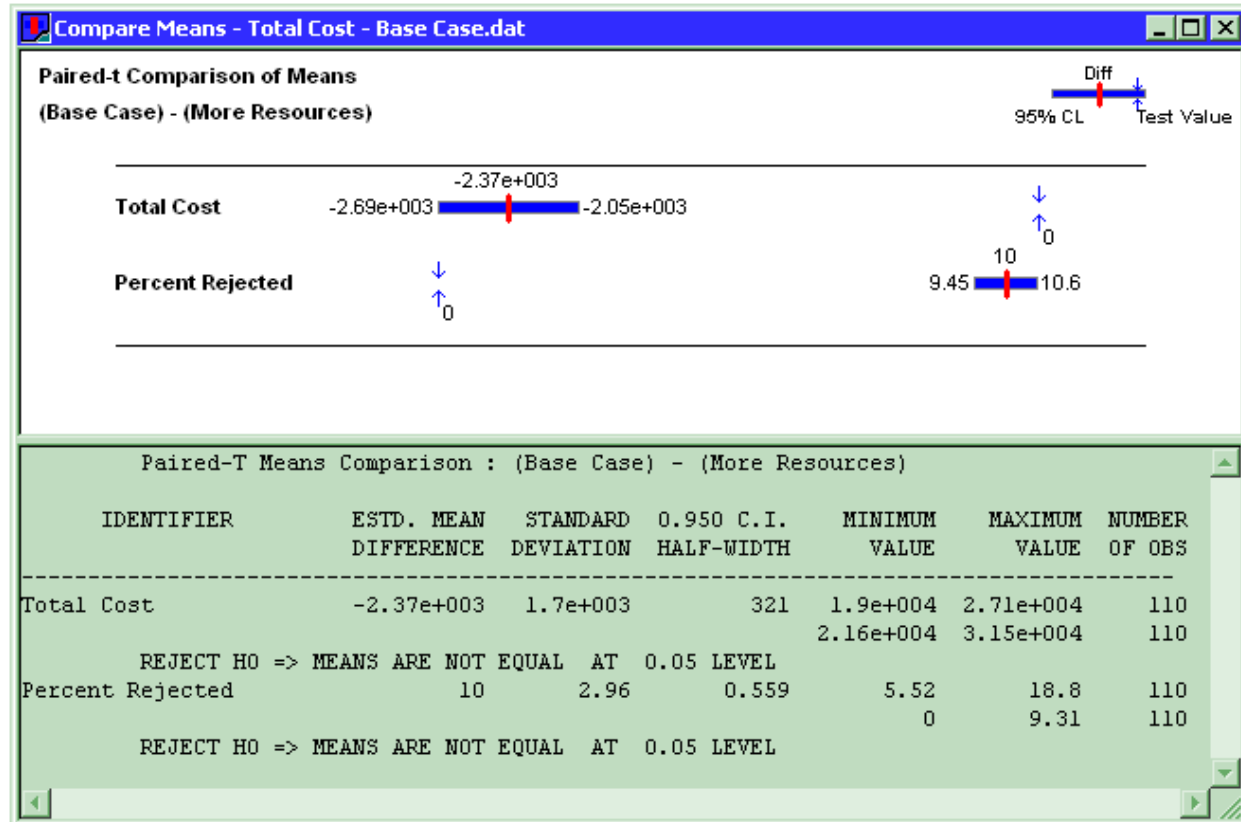 Compare Means - Total Cost - Base Case.dat
Paired-t Comparison of Means
Diff
(Base Case) - (More Resources)
95% CL Test Value
-2.37e+003
Total Cost -2.69e+003 -2.05e+003
0
10
Percent Rejected 9.45 10.6
0
Paired-T Means Comparison : (Base Case) - (More Resources)
IDENTIFIER ESTD. MEAN STANDARD 0.950 C.I. MINIMUM MAXIMUM NUMBER
DIFFERENCE DEVIATION HALF-WIDTH VALUE VALUE OF OBS
Total Cost -2.37e+003 1.7e+003 321 1.9e+004 2.71e+004 110
2.16e+004 3.15e+004 110
REJECT H0 => MEANS ARE NOT EQUAL AT 0.05 LEVEL
Percent Rejected 10 2.96 0.559 5.52 18.8 110
0 9.31 110
REJECT H0 => MEANS ARE NOT EQUAL AT 0.05 LEVEL